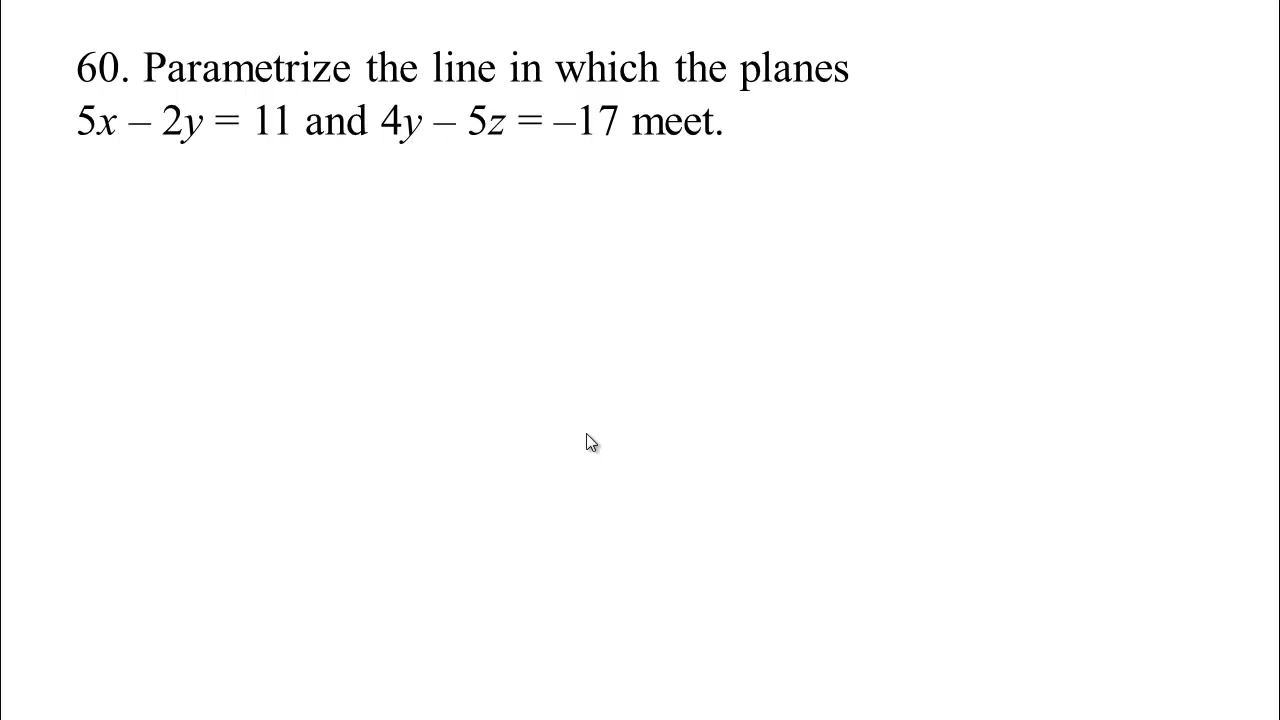 60. Parametrize the line in which the planes
5x – 2y = 11 and 4y – 5z = –17 meet.